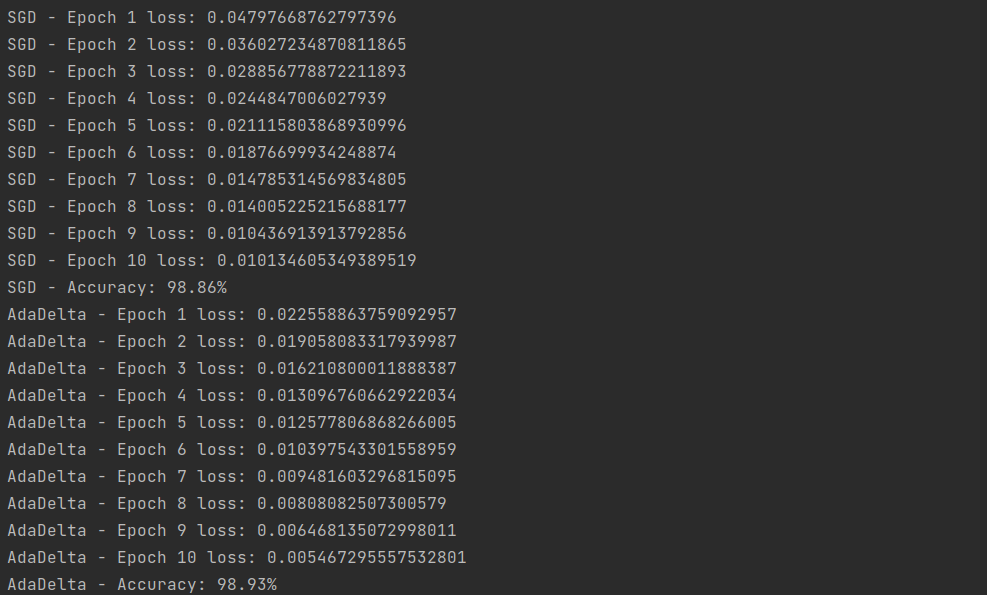 SGD - Epoch 1 loss: 0.04797668762797396
SGD - Epoch 2 loss: 0.036027234870811865
SGD - Epoch 3 loss: 0.028856778872211893
SGD - Epoch 4 loss: 0.0244847006027939
SGD - Epoch 5 loss: 0.021115803868930996
SGD - Epoch 6 loss: 0.01876699934248874
SGD - Epoch 7 loss: 0.014785314569834805
SGD - Epoch 8 loss: 0.014005225215688177
SGD - Epoch 9 loss: 0.010436913913792856
SGD - Epoch 10 loss: 0.010134605349389519
SGD - Accuracy: 98.86%
AdaDelta - Epoch 1 loss: 0.022558863759092957
AdaDelta - Epoch 2 loss: 0.019058083317939987
AdaDelta - Epoch 3 loss: 0.016210800011888387
AdaDelta - Epoch 4 loss: 0.013096760662922034
AdaDelta - Epoch 5 loss: 0.012577806868266005
AdaDelta - Epoch 6 loss: 0.010397543301558959
AdaDelta - Epoch 7 loss: 0.009481603296815095
AdaDelta - Epoch 8 loss: 0.00808082507300579
AdaDelta - Epoch 9 loss: 0.006468135072998011
AdaDelta - Epoch 10 loss: 0.005467295557532801
AdaDelta - Accuracy: 98.93%